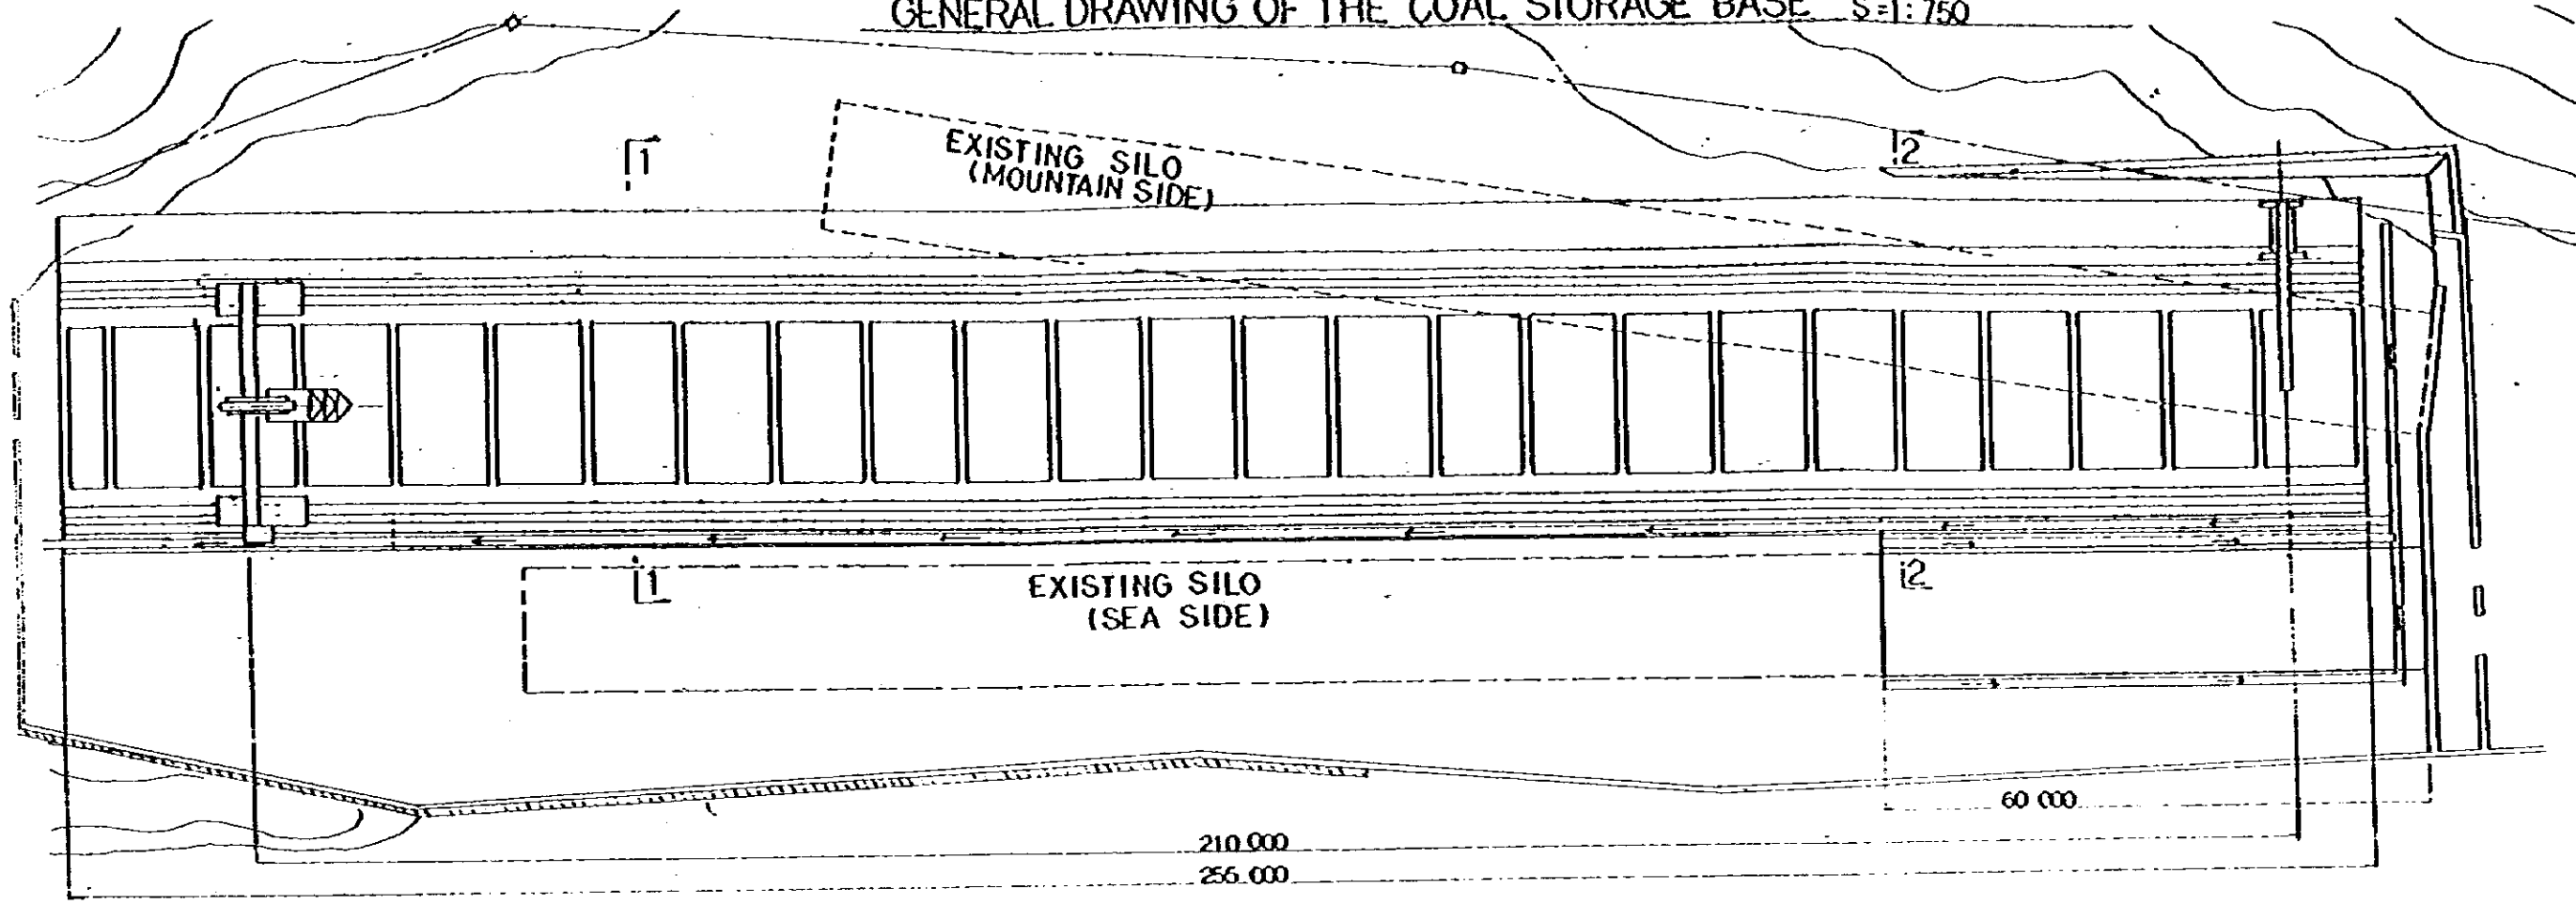 GENERAL DRAWING OF THE COAL STORAGE BASE S=1:750
1
EXISTING SILO
(MOUNTAIN SIDE)
2
1
EXISTING SILO
(SEA SIDE)
2
60 000
210 000
256 000